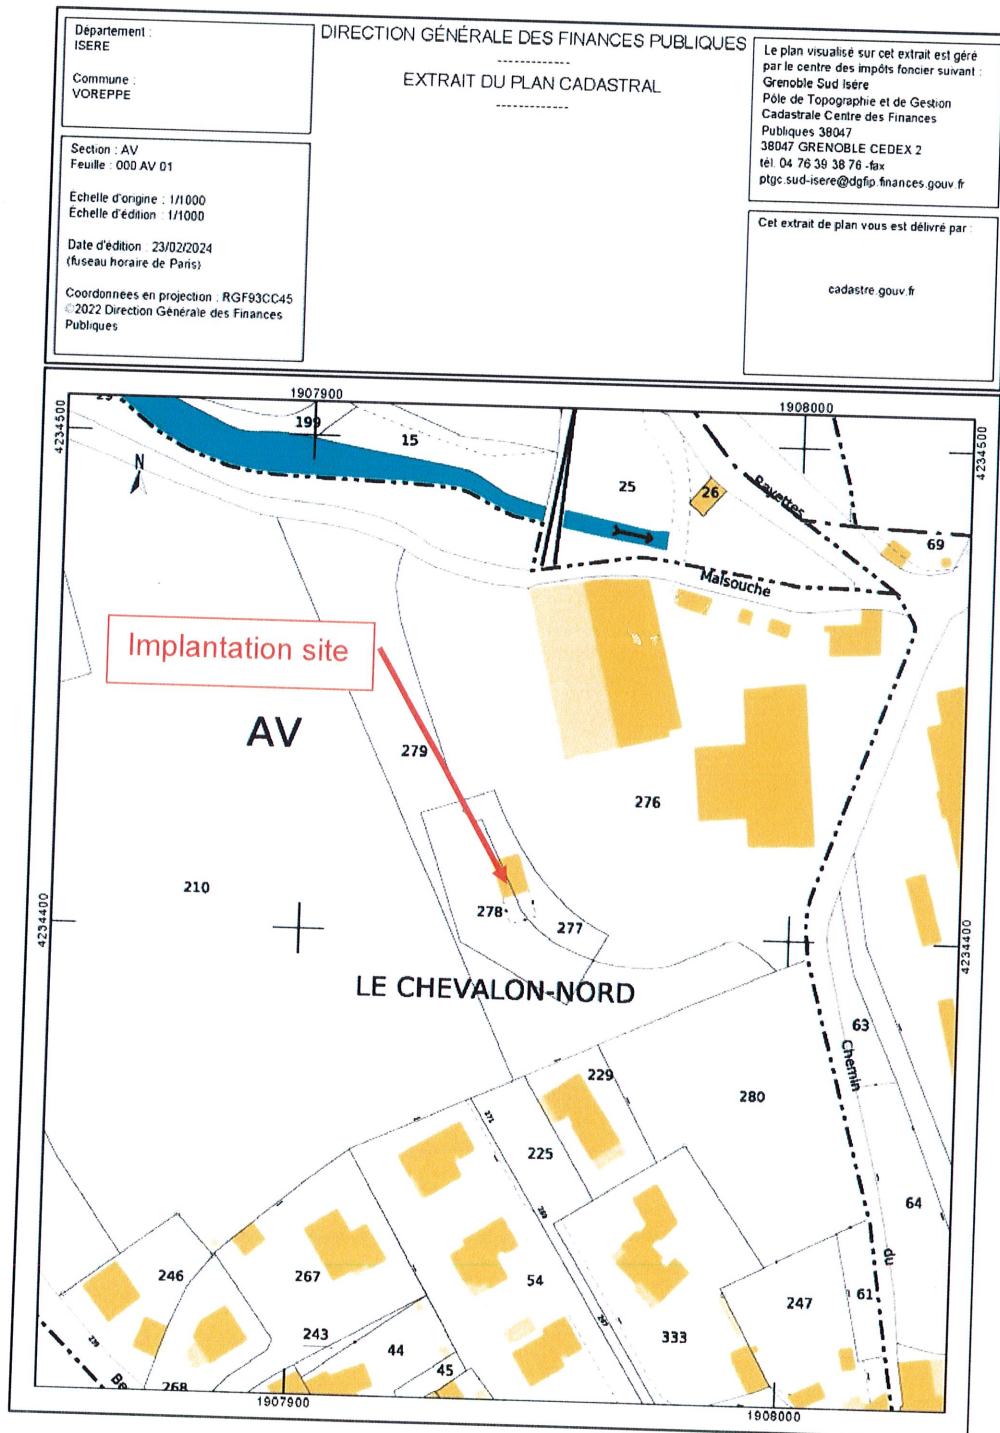 Département :
ISERE
Commune :
VOREPPE
Section : AV
Feuille : 000 AV 01
Échelle d'origine : 1/1000
Échelle d'édition : 1/1000
Date d'édition : 23/02/2024
(fuseau horaire de Paris)
Coordonnées en projection : RGF93CC45
©2022 Direction Générale des Finances
Publiques
DIRECTION GÉNÉRALE DES FINANCES PUBLIQUES
------------
EXTRAIT DU PLAN CADASTRAL
------------
Le plan visualisé sur cet extrait est géré
par le centre des impôts foncier suivant :
Grenoble Sud Isère
Pôle de Topographie et de Gestion
Cadastrale Centre des Finances
Publiques 38047
38047 GRENOBLE CEDEX 2
tél. 04 76 39 38 76 -fax
ptgc.sud-isere@dgfip.finances.gouv.fr
Cet extrait de plan vous est délivré par :
cadastre.gouv.fr
1907900
1908000
4234500
4234500
199
15
N
25
26
Rayettes
69
Malsouche
Implantation site
AV
279
276
210
278
277
4234400
4234400
LE CHEVALON-NORD
63
Chemin
229
280
271
225
64
246
267
54
du
247
61
243
333
44
45
268
Be
1907900
1908000